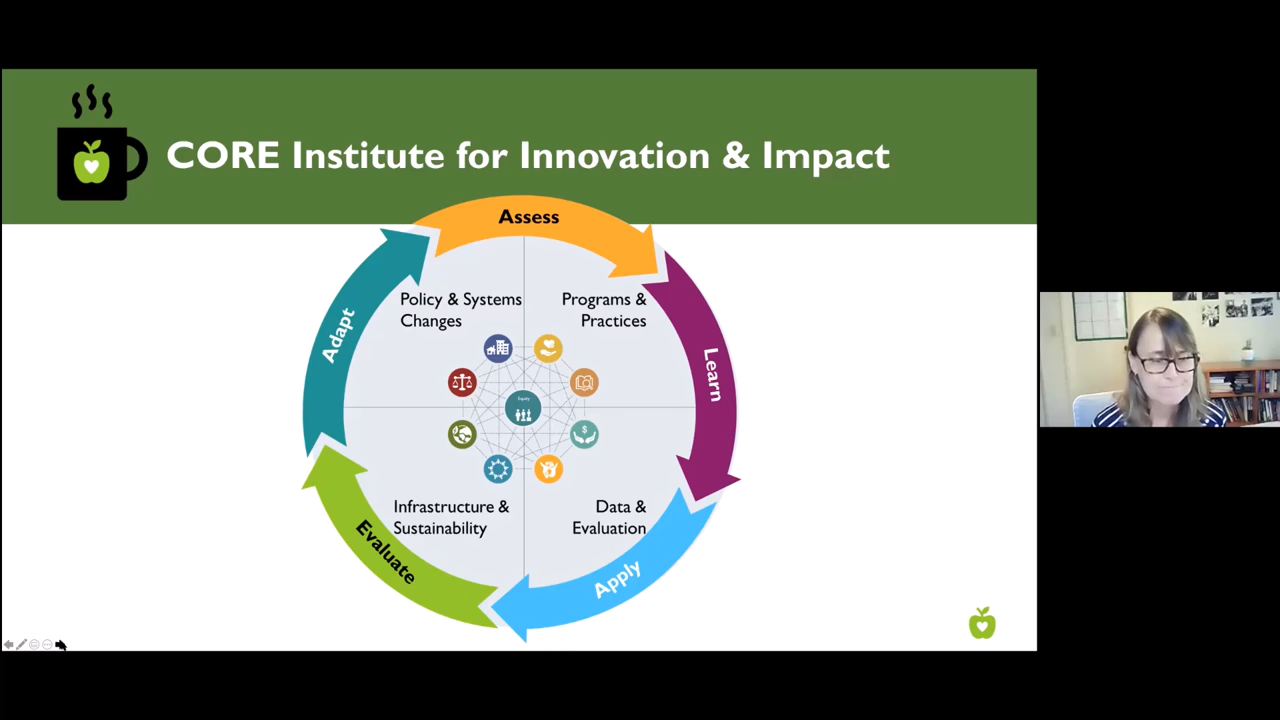 CORE Institute for Innovation & Impact
Assess
Policy & Systems
Changes
Programs &
Practices
Adapt
Learn
Equity
$
Infrastructure &
Sustainability
Data &
Evaluation
Evaluate
Apply